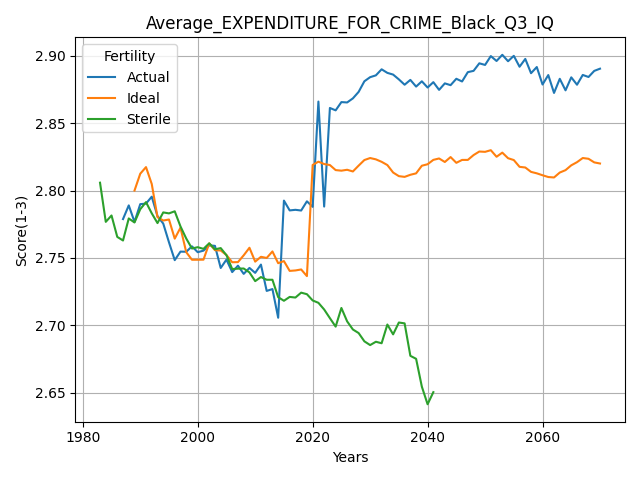 Average_EXPENDITURE_FOR_CRIME_Black_Q3_IQ
Fertility
Actual
Ideal
Sterile
Score(1-3)
2.90
2.85
2.80
2.75
2.70
2.65
1980 2000 2020 2040 2060
Years